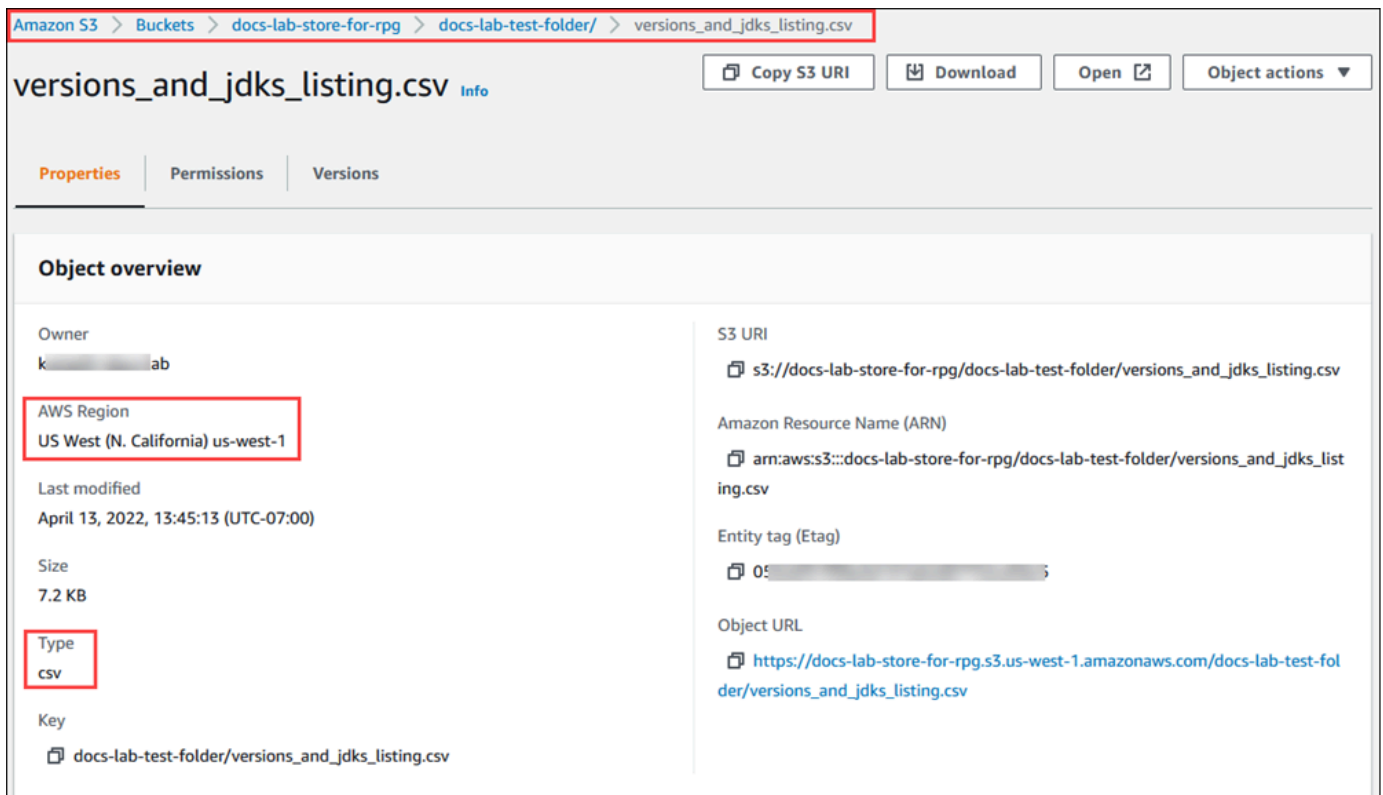 Amazon S3 > Buckets > docs-lab-store-for-rpg > docs-lab-test-folder/ > versions_and_jdks_listing.csv
versions_and_jdks_listing.csv Info
Copy S3 URI
Download
Open
Object actions
Properties
Permissions
Versions
Object overview
Owner
k ab
AWS Region
US West (N. California) us-west-1
Last modified
April 13, 2022, 13:45:13 (UTC-07:00)
Size
7.2 KB
Type
csv
Key
docs-lab-test-folder/versions_and_jdks_listing.csv
S3 URI
s3://docs-lab-store-for-rpg/docs-lab-test-folder/versions_and_jdks_listing.csv
Amazon Resource Name (ARN)
arn:aws:s3:::docs-lab-store-for-rpg/docs-lab-test-folder/versions_and_jdks_list
ing.csv
Entity tag (Etag)
Object URL
https://docs-lab-store-for-rpg.s3.us-west-1.amazonaws.com/docs-lab-test-fol
der/versions_and_jdks_listing.csv